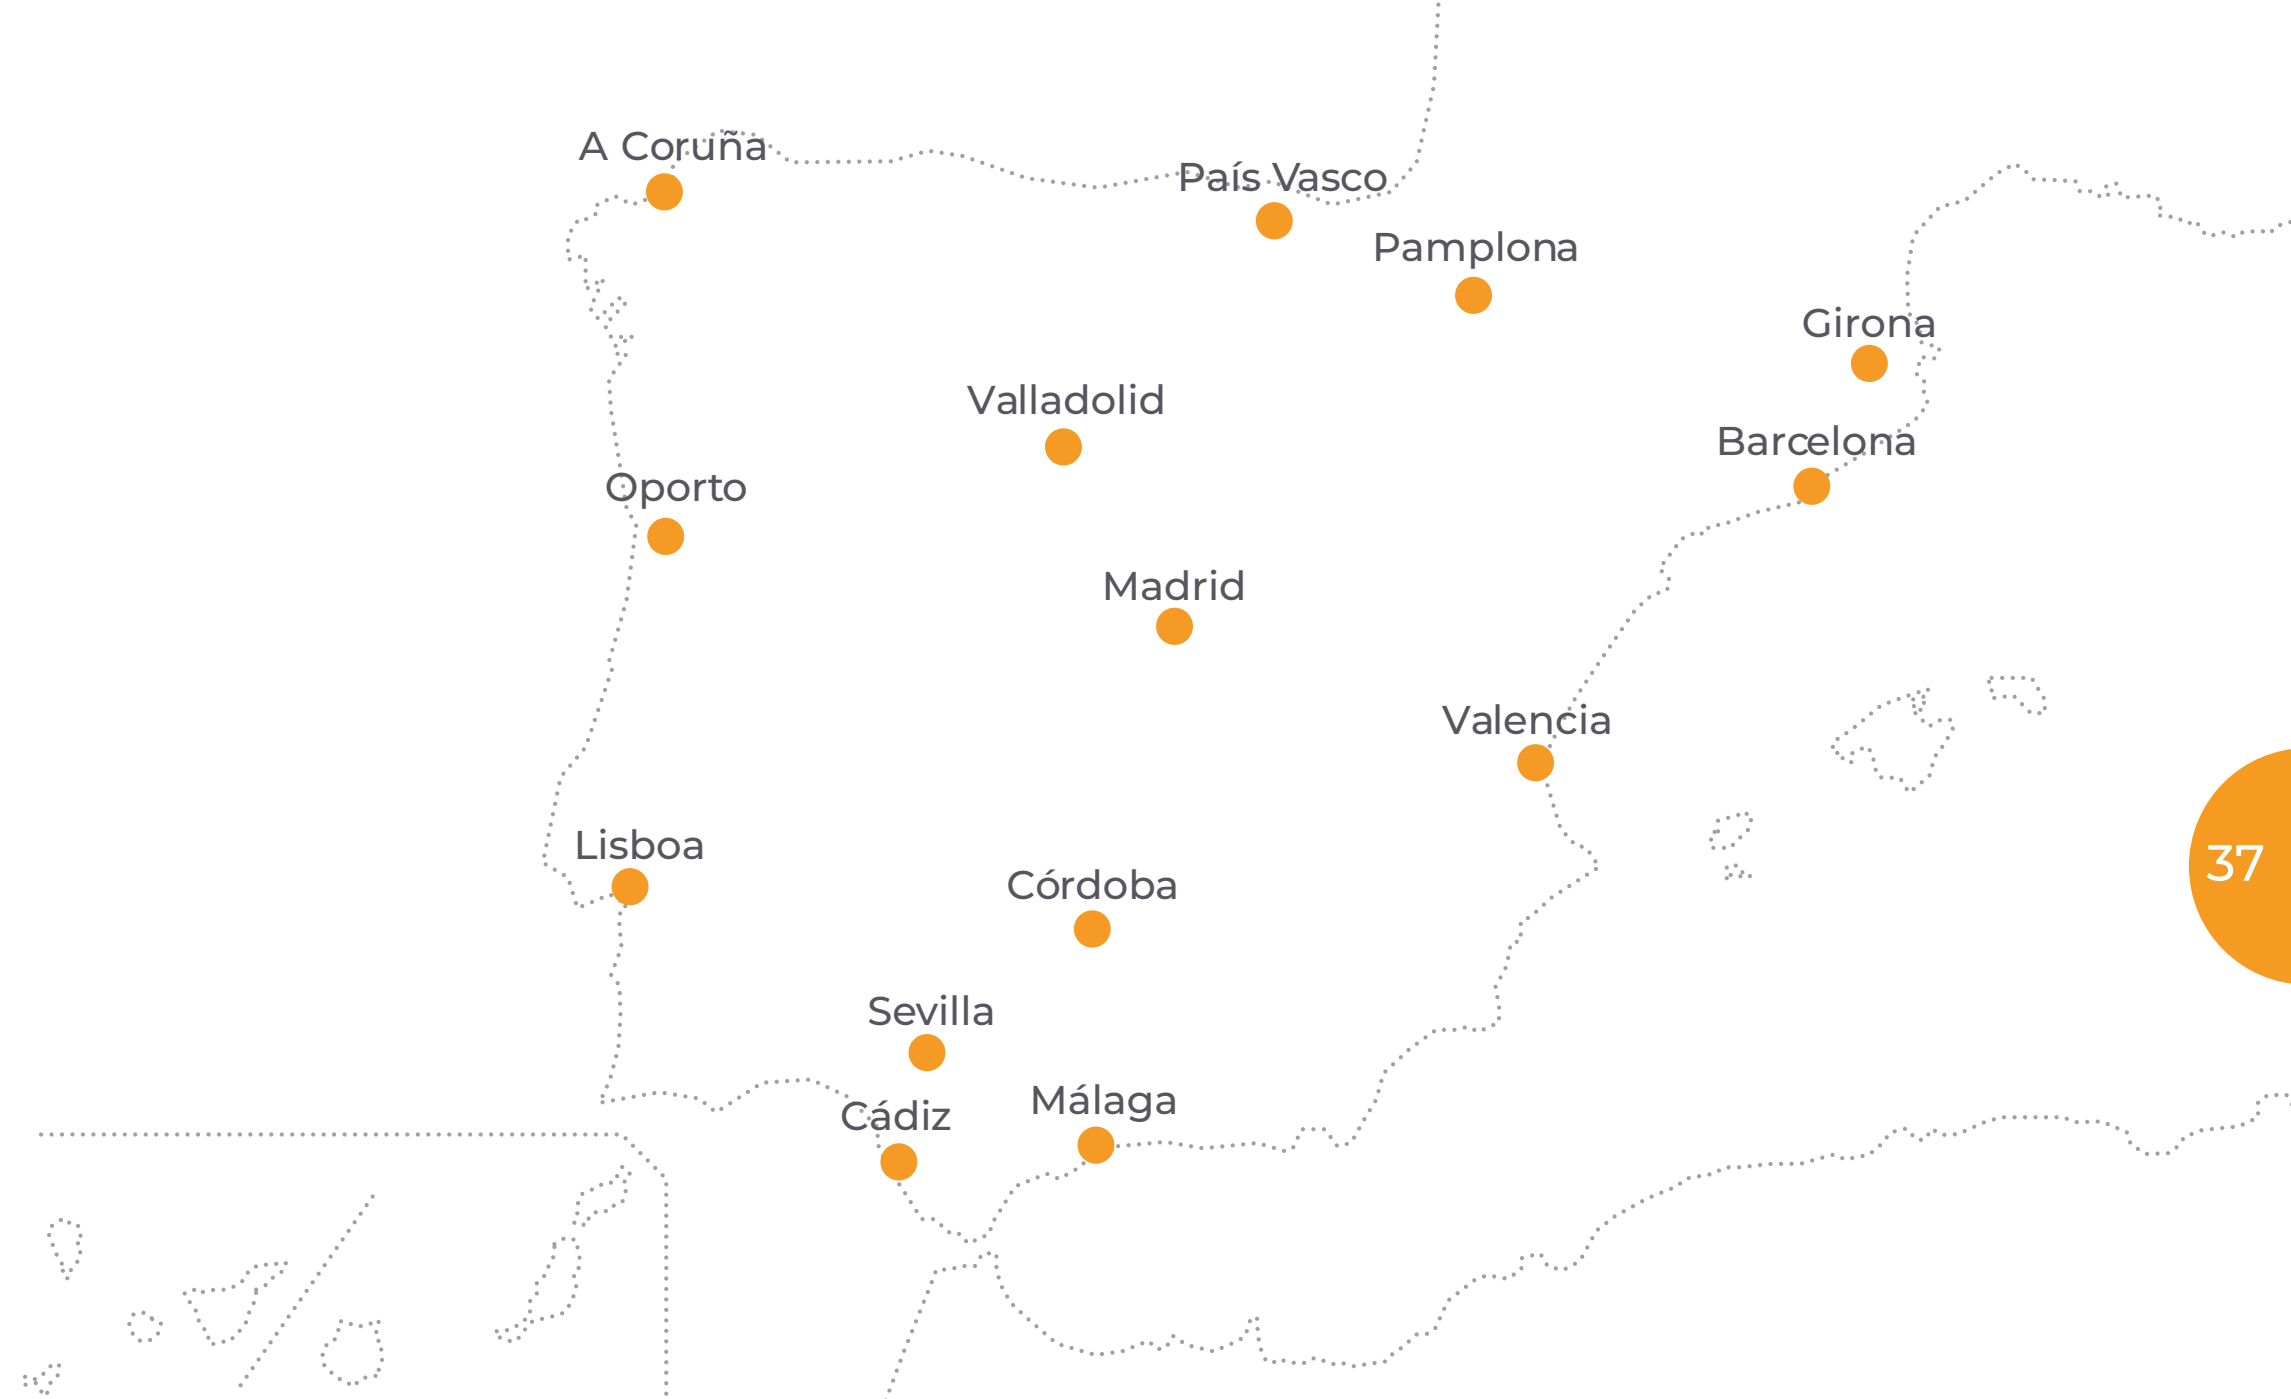 A Coruña
País Vasco
Pamplona
Girona
Valladolid
Barcelona
Oporto
Madrid
Valencia
Lisboa
37
Córdoba
Sevilla
Málaga
Cádiz